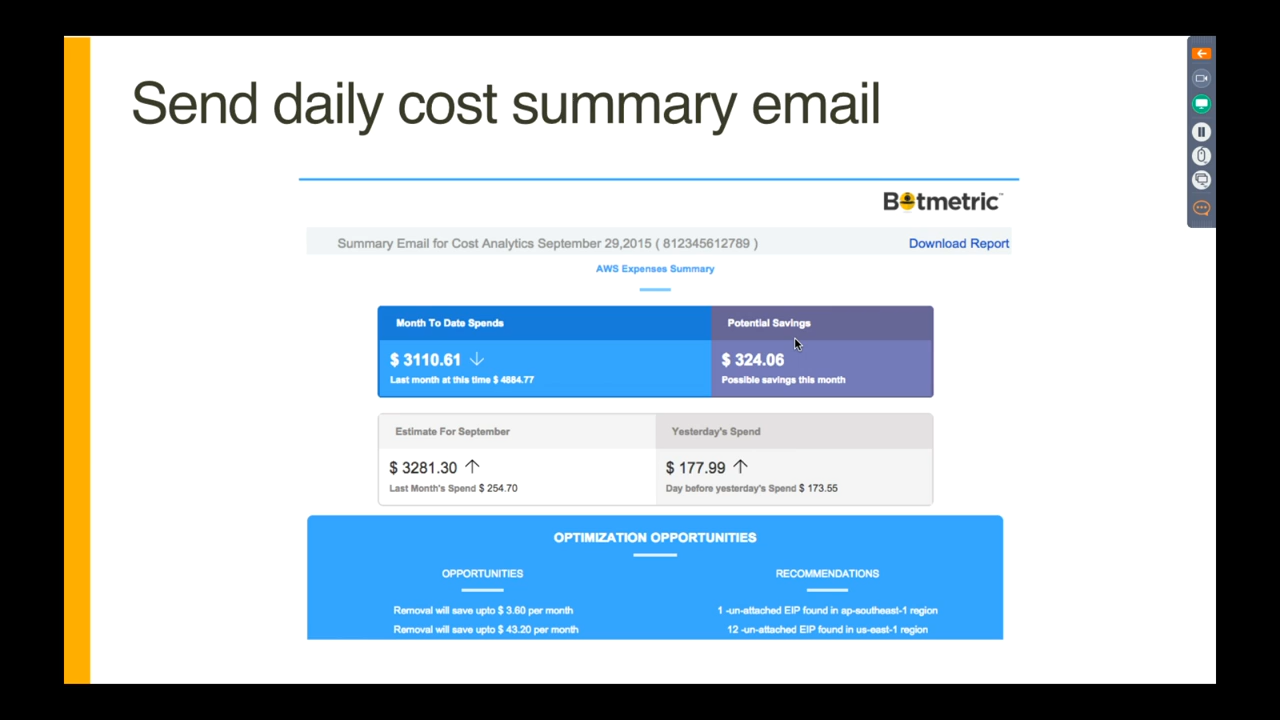 Send daily cost summary email
Botmetric™
Summary Email for Cost Analytics September 29,2015 ( 812345612789 )
Download Report
AWS Expenses Summary
Month To Date Spends
Potential Savings
$ 3110.61 ↓
$ 324.06
Last month at this time $ 4884.77
Possible savings this month
Estimate For September
Yesterday's Spend
$ 3281.30 ↑
$ 177.99 ↑
Last Month's Spend $ 254.70
Day before yesterday's Spend $ 173.55
OPTIMIZATION OPPORTUNITIES
OPPORTUNITIES
RECOMMENDATIONS
Removal will save upto $ 3.60 per month
1 -un-attached EIP found in ap-southeast-1 region
Removal will save upto $ 43.20 per month
12 -un-attached EIP found in us-east-1 region